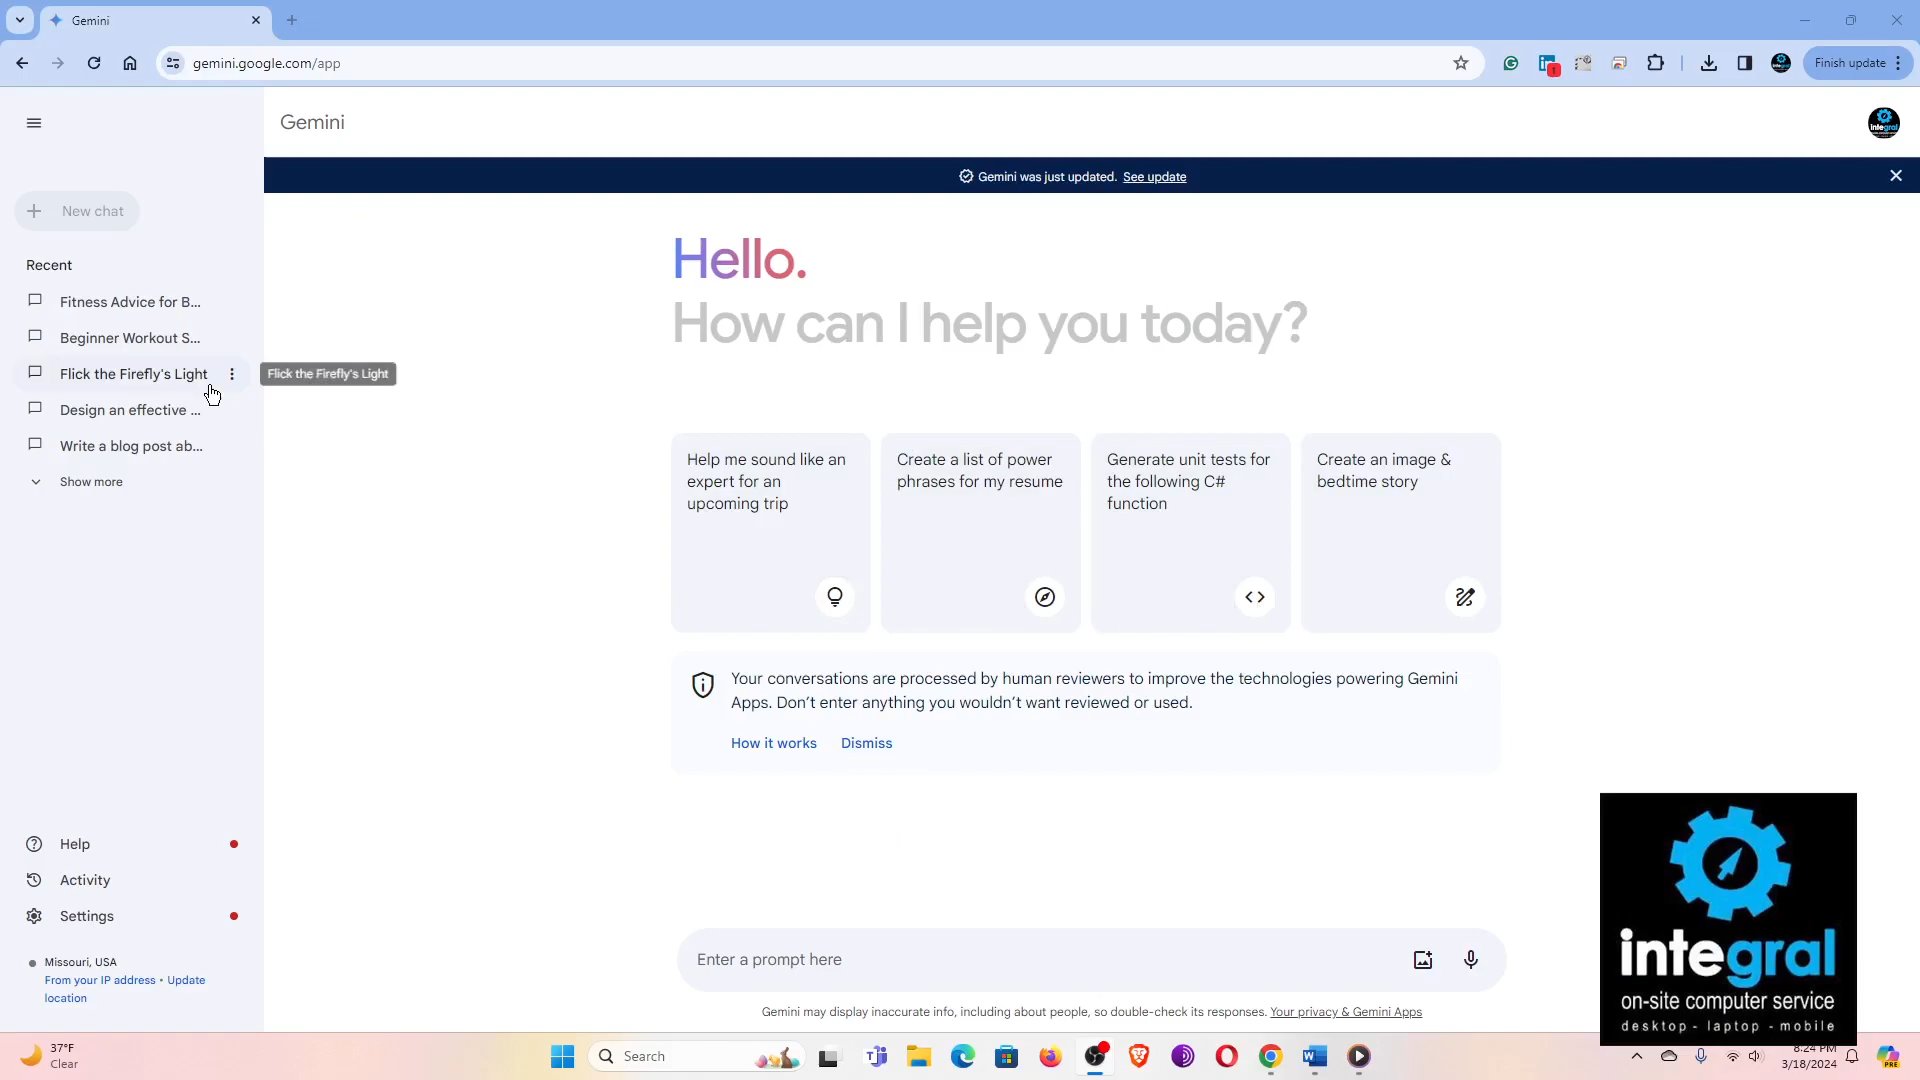 Gemini
gemini.google.com/app
Finish update
Gemini
integral
Gemini was just updated. See update
New chat
Hello.
How can I help you today?
Recent
Fitness Advice for B...
Beginner Workout S...
Flick the Firefly's Light
Flick the Firefly's Light
Design an effective ...
Write a blog post ab...
Show more
Help me sound like an
expert for an
upcoming trip
Create a list of power
phrases for my resume
Generate unit tests for
the following C#
function
Create an image &
bedtime story
Your conversations are processed by human reviewers to improve the technologies powering Gemini
Apps. Don’t enter anything you wouldn’t want reviewed or used.
How it works Dismiss
Help
Activity
Settings
Missouri, USA
From your IP address • Update
location
Enter a prompt here
Gemini may display inaccurate info, including about people, so double-check its responses. Your privacy & Gemini Apps
integral
on-site computer service
desktop - laptop - mobile
37°F
Clear
Search
8:24 PM
3/18/2024
PRE